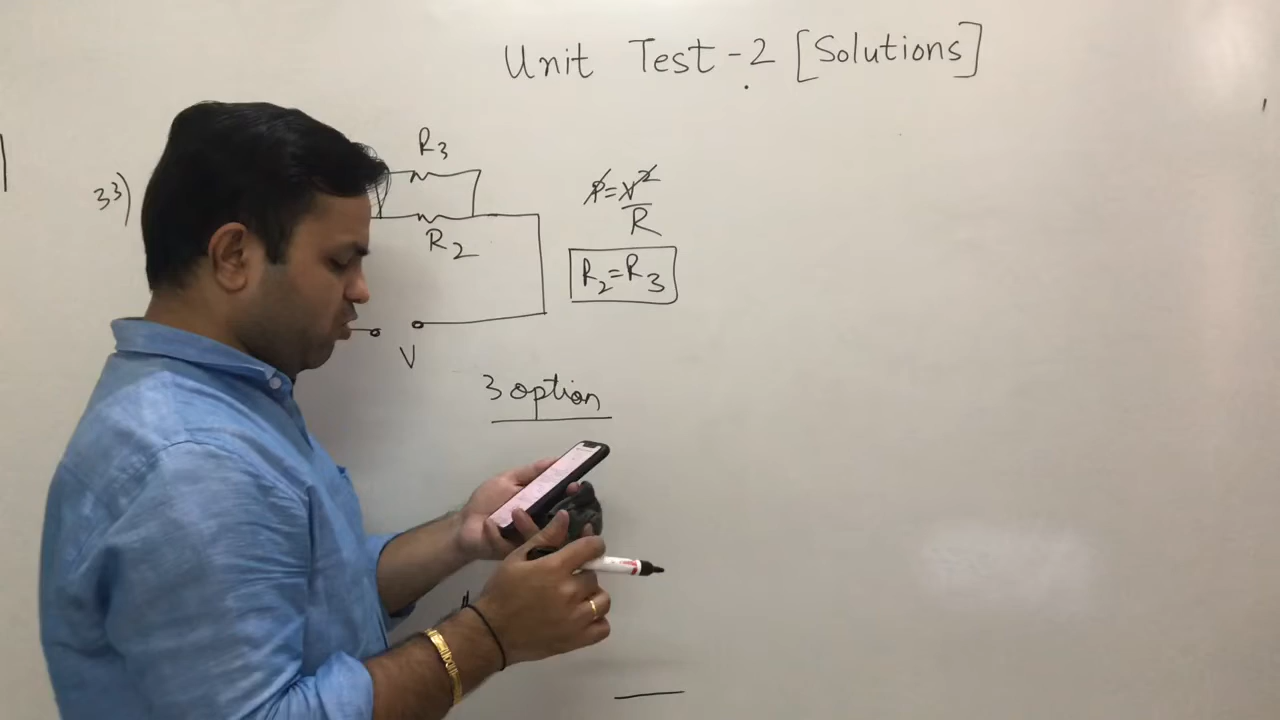 Unit Test-2 [Solutions]
33)
R3
R2
V
P=V²/R
R2=R3
3 option